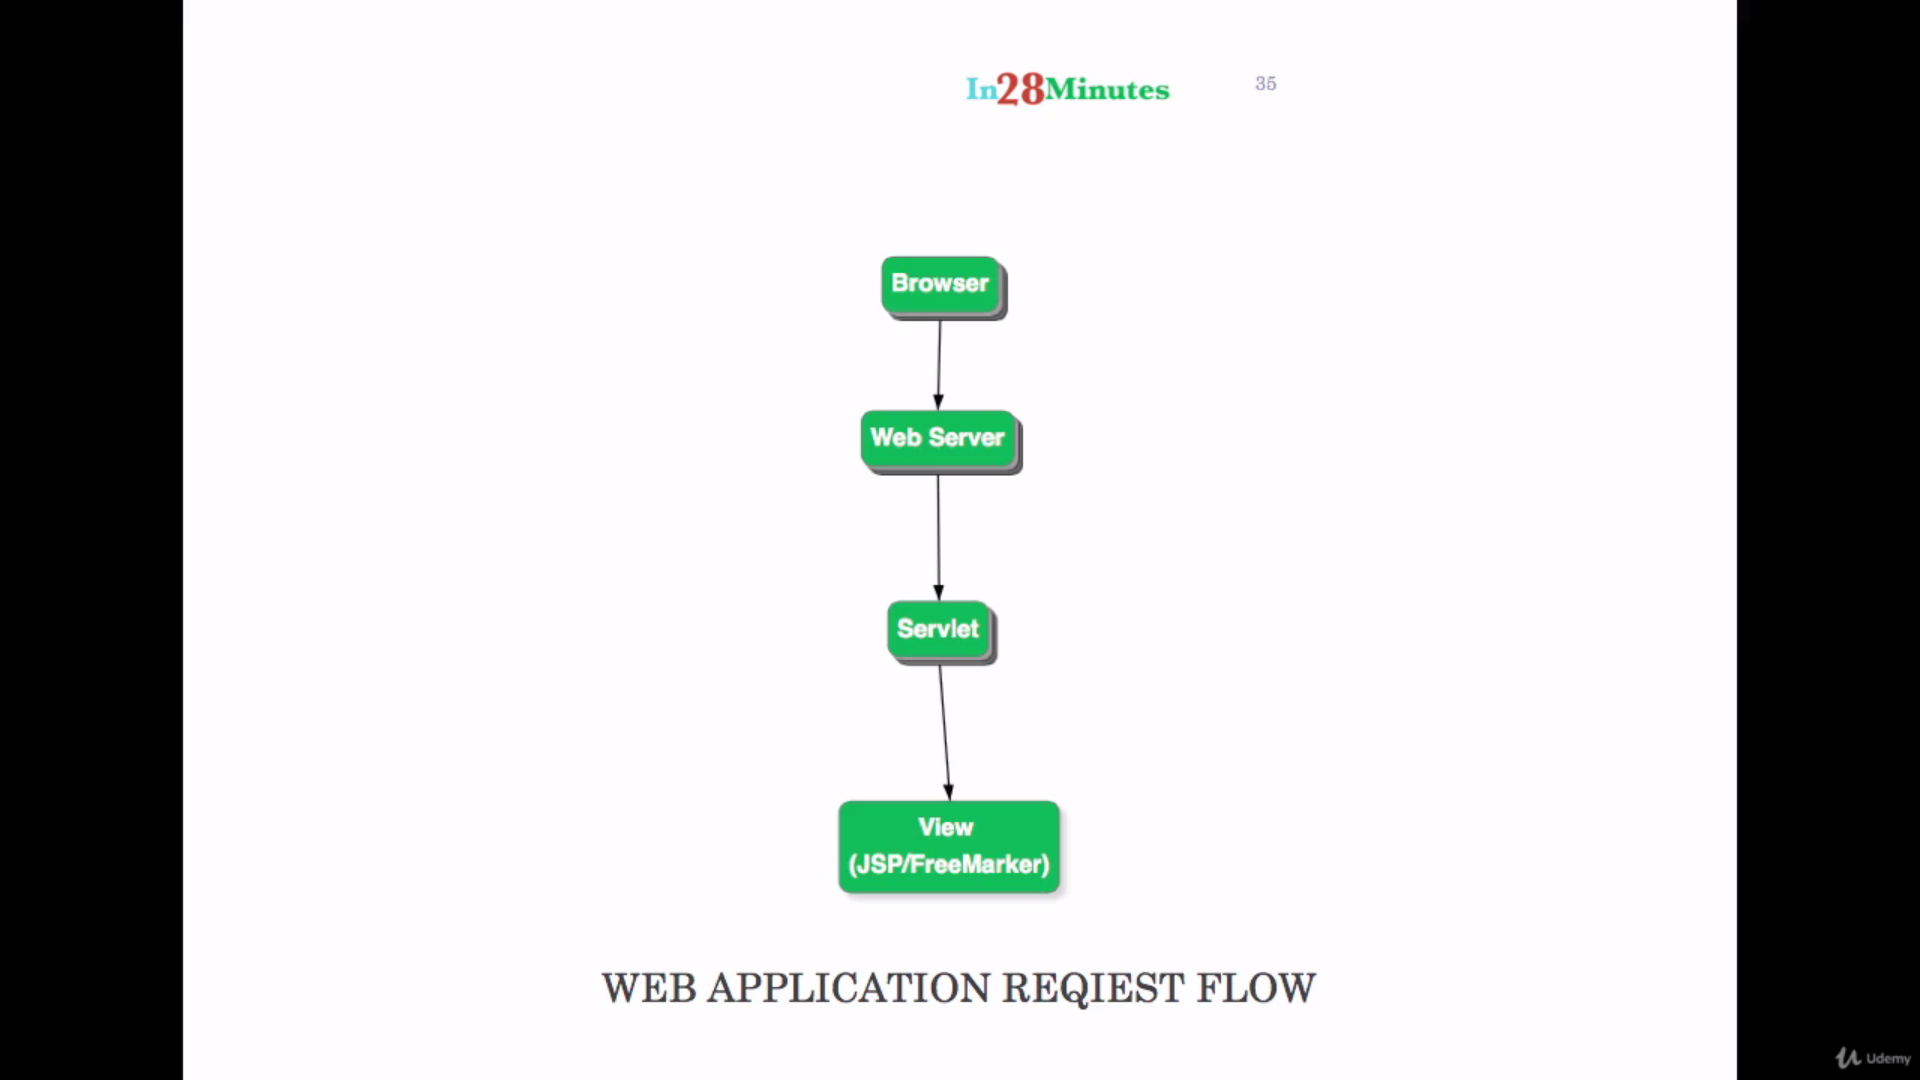 In28Minutes
35
Browser
Web Server
Servlet
View
(JSP/FreeMarker)
WEB APPLICATION REQIEST FLOW
Udemy